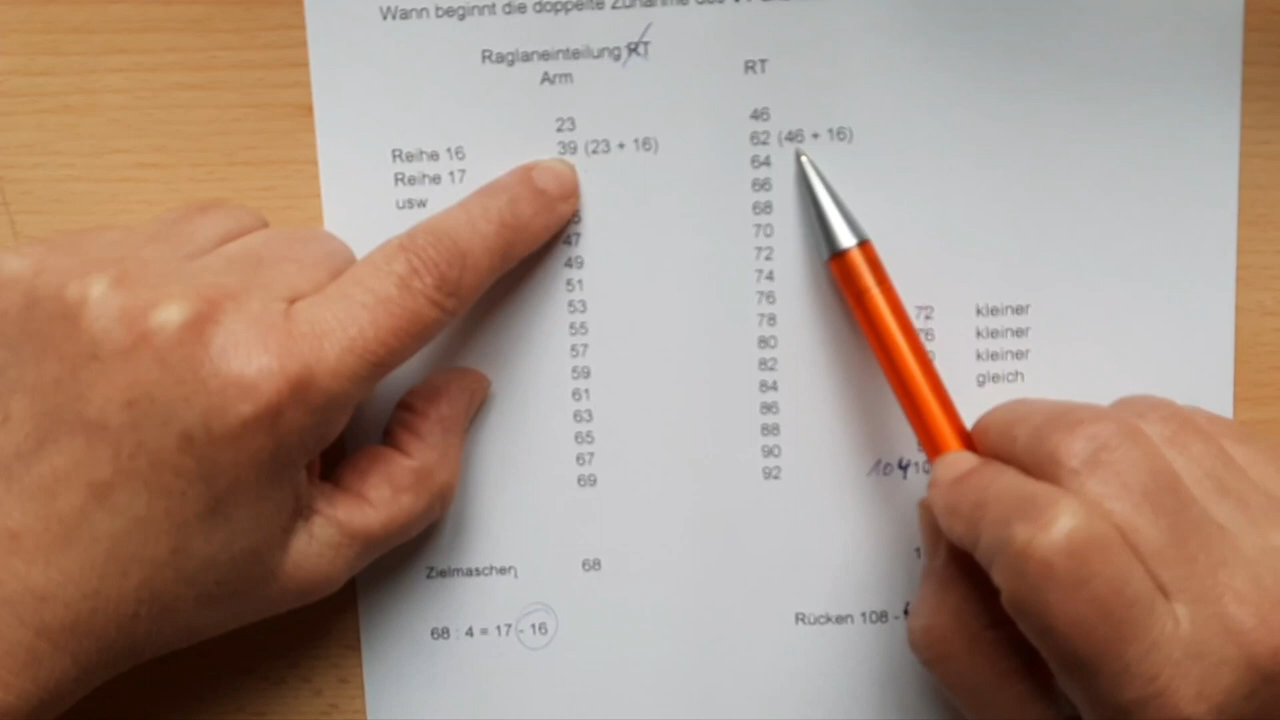 Wann beginnt die doppelte Zunahme des
Raglaneinteilung RT
Arm RT
23 46
Reihe 16 39 (23 + 16) 62 (46 + 16)
Reihe 17 64
usw 66
68
47 70
49 72
51 74
53 76 72 kleiner
55 78 kleiner
57 80 kleiner
59 82 gleich
61 84
63 86
65 88
67 90
69 92 104 10
Zielmaschen 68
68 : 4 = 17 - 16 Rücken 108 -